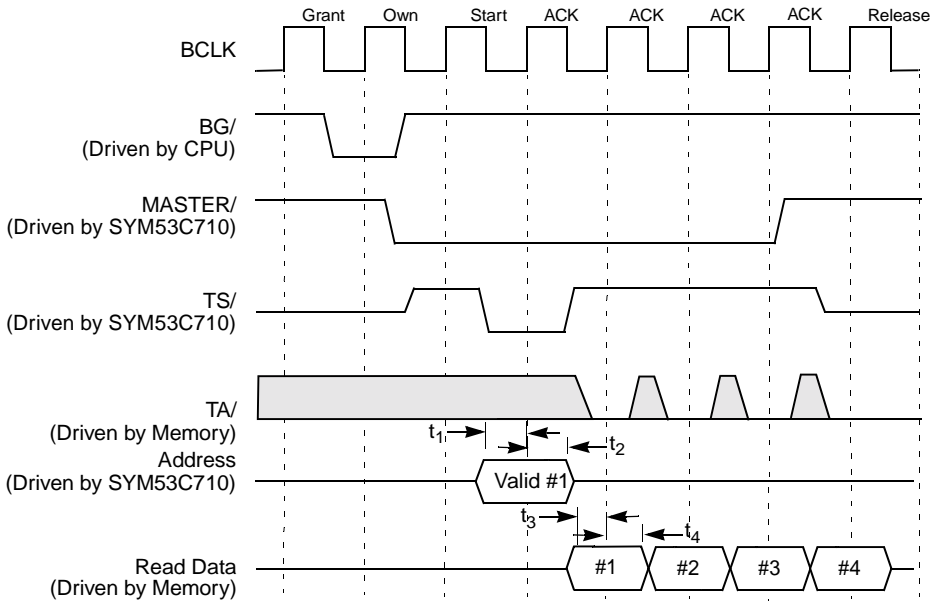 Grant Own Start ACK ACK ACK ACK Release
BCLK
BG/
(Driven by CPU)
MASTER/
(Driven by SYM53C710)
TS/
(Driven by SYM53C710)
TA/
(Driven by Memory)
t1
t2
Address
(Driven by SYM53C710)
Valid #1
t3
t4
Read Data
(Driven by Memory)
#1 #2 #3 #4